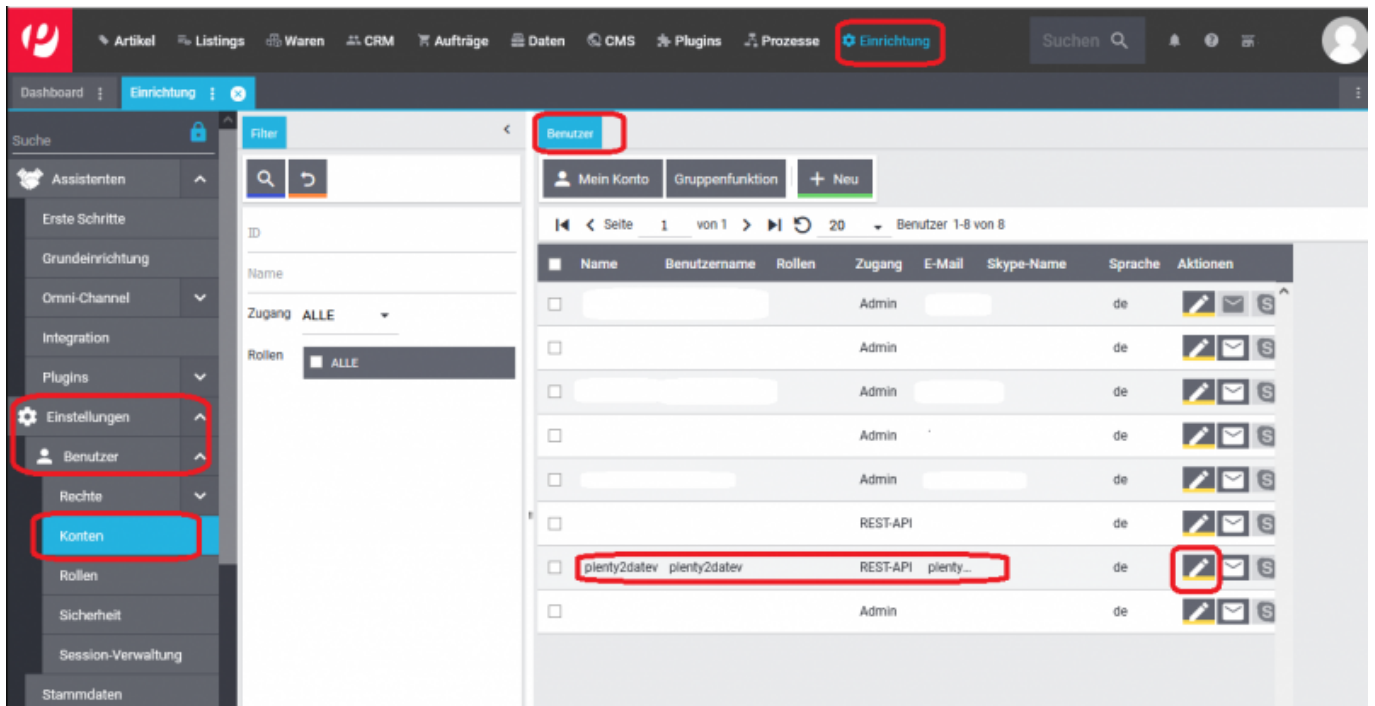 Artikel Listings Waren CRM Aufträge Daten CMS Plugins Prozesse Einrichtung Suchen
Dashboard Einrichtung
Suche
Assistenten
Erste Schritte
Grundeinrichtung
Omni-Channel
Integration
Plugins
Einstellungen
Benutzer
Rechte
Konten
Rollen
Sicherheit
Session-Verwaltung
Stammdaten
Filter
ID
Name
Zugang ALLE
Rollen ALLE
Benutzer
Mein Konto Gruppenfunktion + Neu
Seite 1 von 1 20 Benutzer 1-8 von 8
Name Benutzername Rollen Zugang E-Mail Skype-Name Sprache Aktionen
Admin de
Admin de
Admin de
Admin de
Admin de
REST-API de
plenty2datev plenty2datev REST-API plenty... de
Admin de